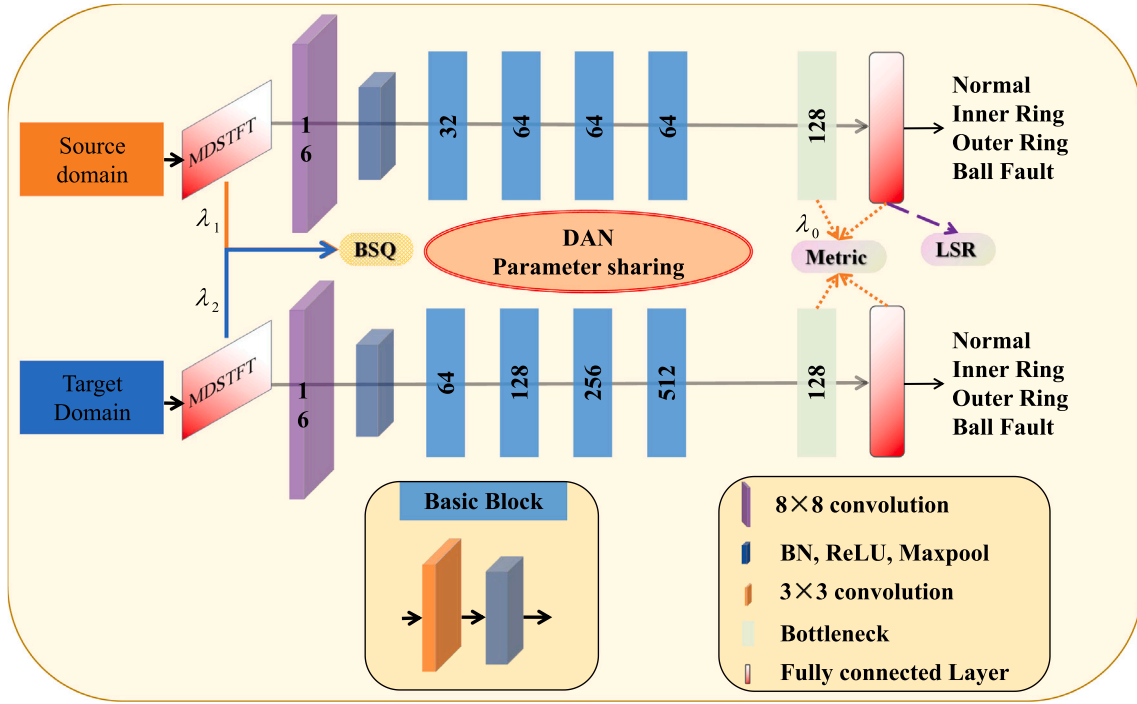 Source
domain
MDSTFT
1
6
32
64
64
64
128
Normal
Inner Ring
Outer Ring
Ball Fault
λ1
λ2
BSQ
DAN
Parameter sharing
λ0
Metric
LSR
Target
Domain
MDSTFT
1
6
64
128
256
512
128
Normal
Inner Ring
Outer Ring
Ball Fault
Basic Block
8×8 convolution
BN, ReLU, Maxpool
3×3 convolution
Bottleneck
Fully connected Layer